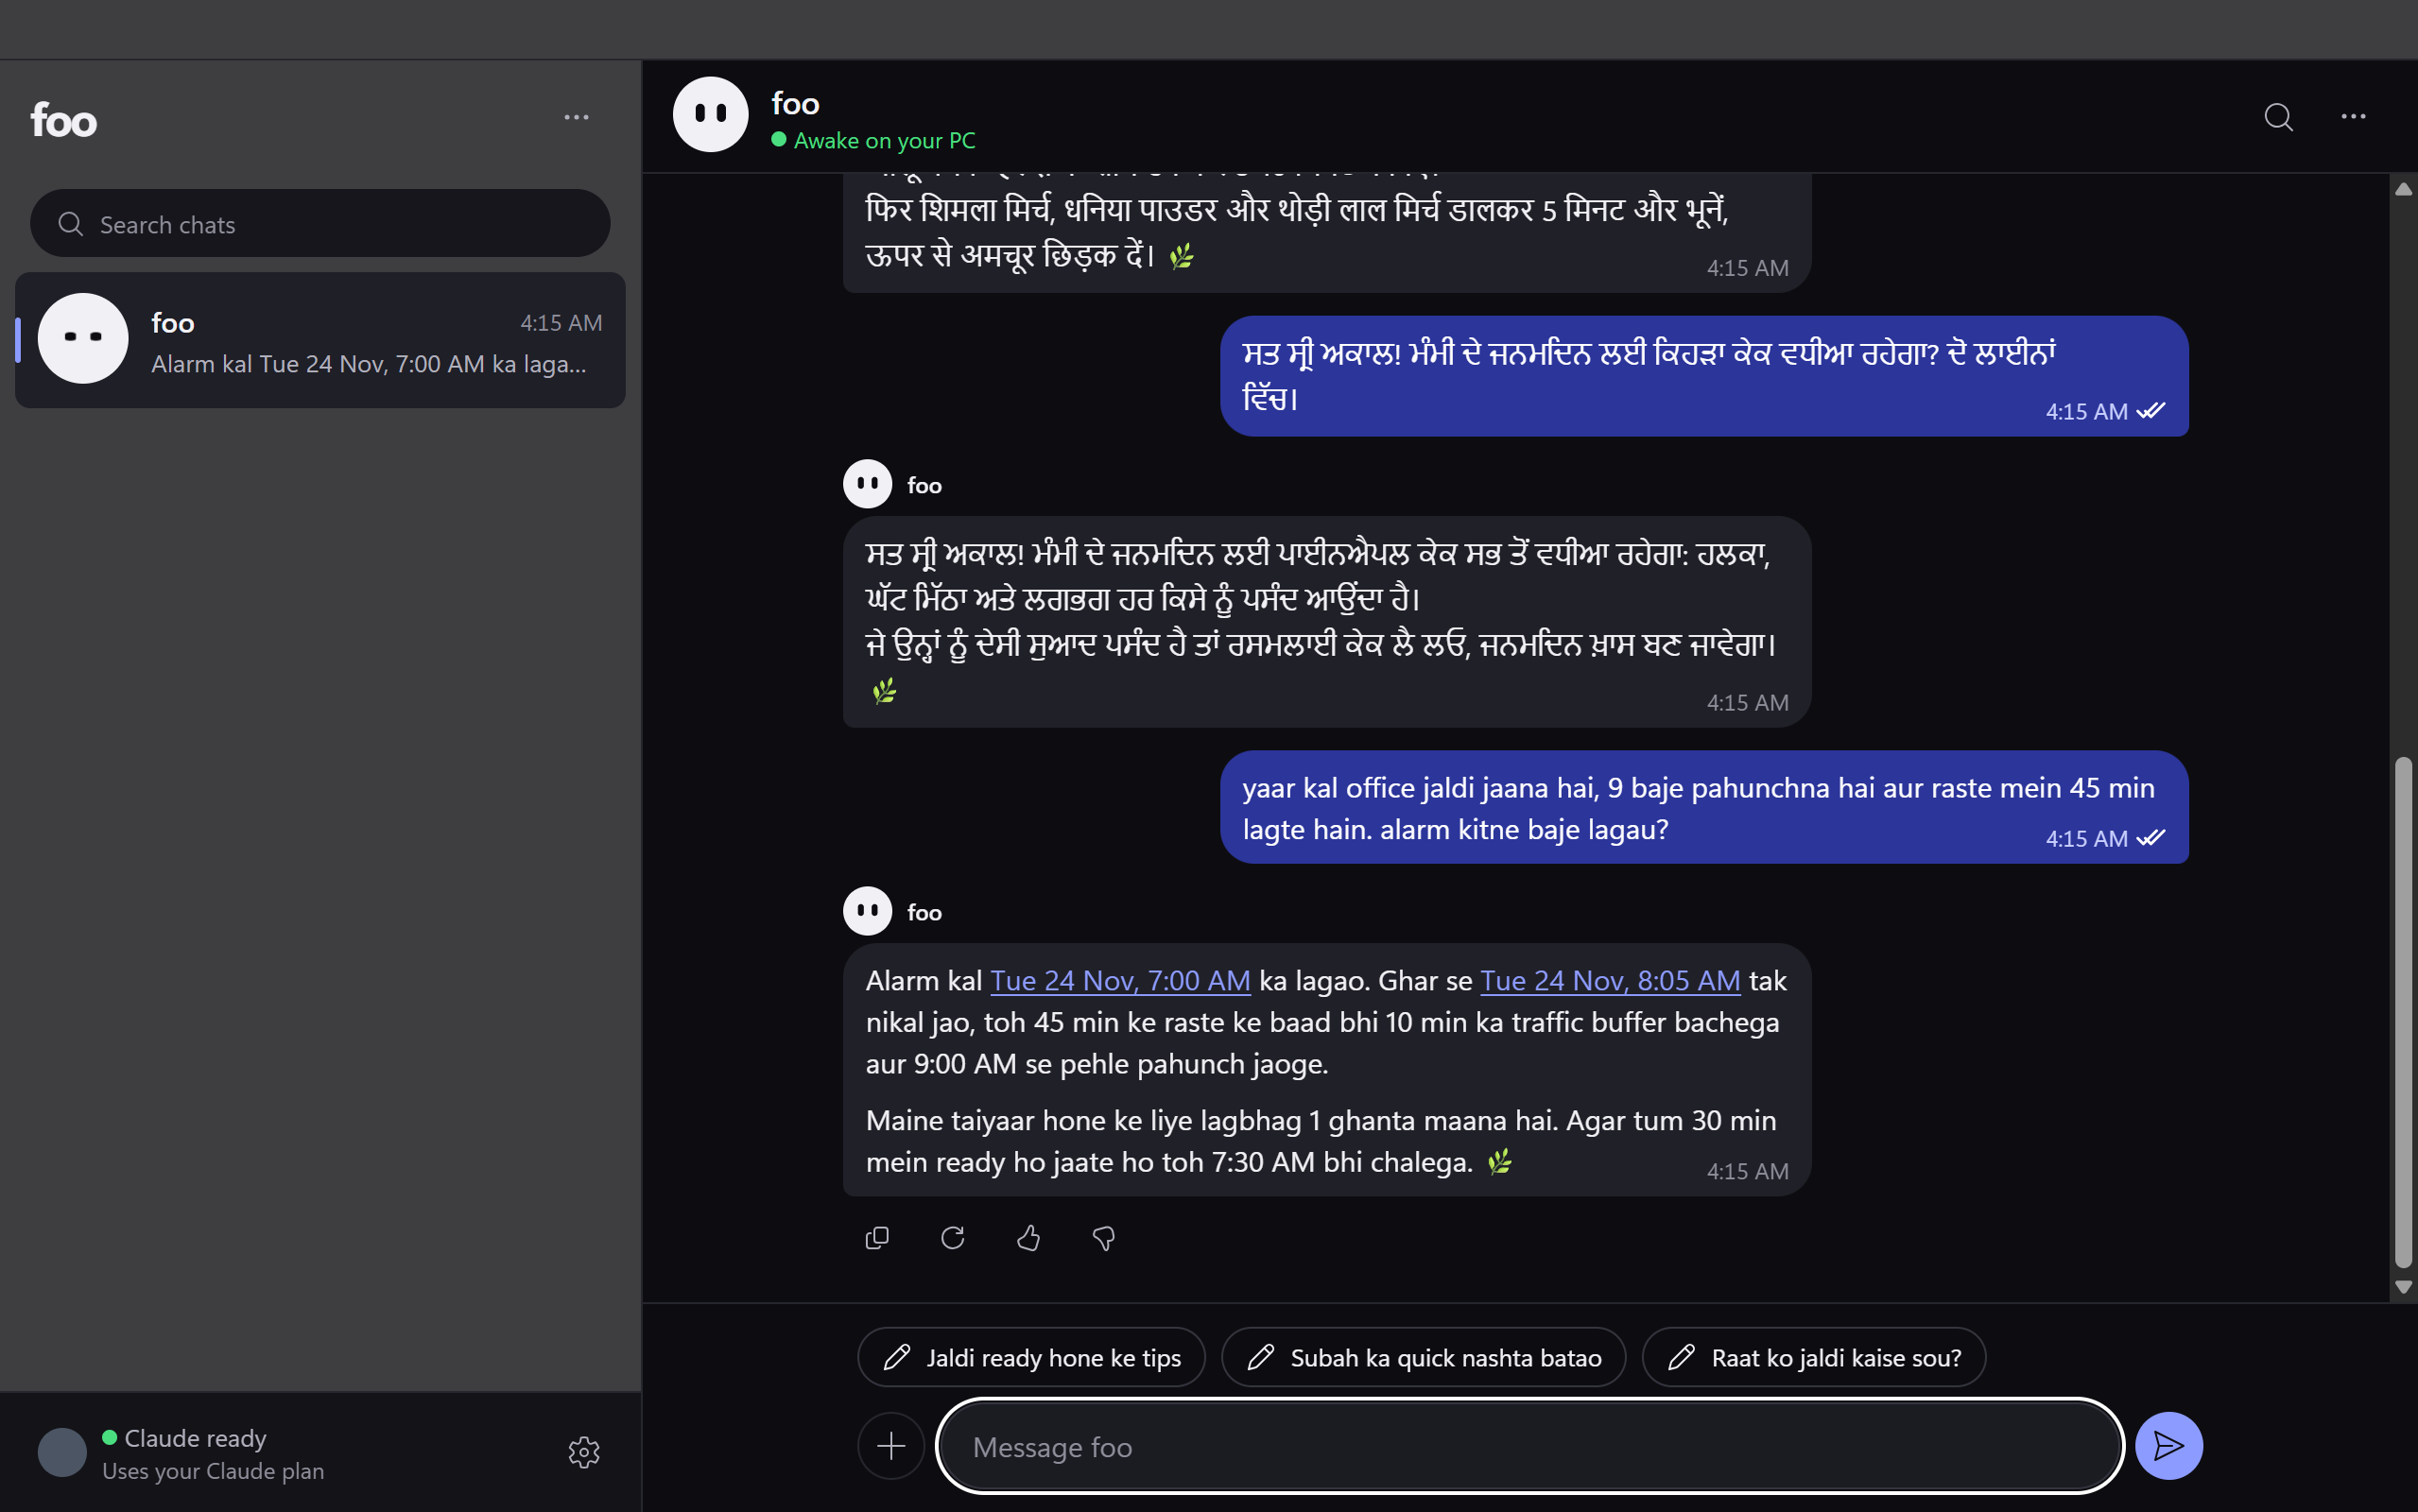 foo
Search chats
foo
4:15 AM
Alarm kal Tue 24 Nov, 7:00 AM ka laga...
Claude ready
Uses your Claude plan
foo
Awake on your PC
फिर शिमला मिर्च, धनिया पाउडर और थोड़ी लाल मिर्च डालकर 5 मिनट और भूनें,
ऊपर से अमचूर छिड़क दें। 🌿
4:15 AM
ਸਤ ਸ੍ਰੀ ਅਕਾਲ! ਮੰਮੀ ਦੇ ਜਨਮਦਿਨ ਲਈ ਕਿਹੜਾ ਕੇਕ ਵਧੀਆ ਰਹੇਗਾ? ਦੋ ਲਾਈਨਾਂ
ਵਿੱਚ।
4:15 AM
foo
ਸਤ ਸ੍ਰੀ ਅਕਾਲ! ਮੰਮੀ ਦੇ ਜਨਮਦਿਨ ਲਈ ਪਾਈਨਐਪਲ ਕੇਕ ਸਭ ਤੋਂ ਵਧੀਆ ਰਹੇਗਾ: ਹਲਕਾ,
ਘੱਟ ਮਿੱਠਾ ਅਤੇ ਲਗਭਗ ਹਰ ਕਿਸੇ ਨੂੰ ਪਸੰਦ ਆਉਂਦਾ ਹੈ।
ਜੇ ਉਨ੍ਹਾਂ ਨੂੰ ਦੇਸੀ ਸੁਆਦ ਪਸੰਦ ਹੈ ਤਾਂ ਰਸਮਲਾਈ ਕੇਕ ਲੈ ਲਓ, ਜਨਮਦਿਨ ਖ਼ਾਸ ਬਣ ਜਾਵੇਗਾ।
🌿
4:15 AM
yaar kal office jaldi jaana hai, 9 baje pahunchna hai aur raste mein 45 min
lagte hain. alarm kitne baje lagau?
4:15 AM
foo
Alarm kal Tue 24 Nov, 7:00 AM ka lagao. Ghar se Tue 24 Nov, 8:05 AM tak
nikal jao, toh 45 min ke raste ke baad bhi 10 min ka traffic buffer bachega
aur 9:00 AM se pehle pahunch jaoge.
Maine taiyaar hone ke liye lagbhag 1 ghanta maana hai. Agar tum 30 min
mein ready ho jaate ho toh 7:30 AM bhi chalega. 🌿
4:15 AM
Jaldi ready hone ke tips
Subah ka quick nashta batao
Raat ko jaldi kaise sou?
Message foo